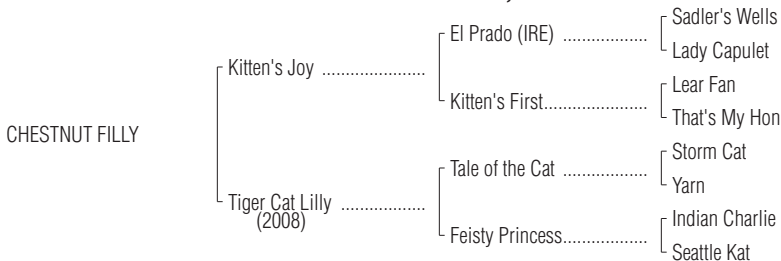 CHESTNUT FILLY
Kitten's Joy ......................
El Prado (IRE) ..................
Sadler's Wells
Lady Capulet
Kitten's First......................
Lear Fan
That's My Hon
Tiger Cat Lilly ..................
(2008)
Tale of the Cat ..................
Storm Cat
Yarn
Feisty Princess..................
Indian Charlie
Seattle Kat